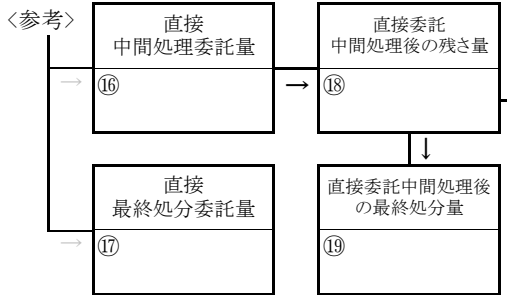 〈参考〉
直接
中間処理委託量
→
⑯
→
直接委託
中間処理後の残さ量
⑱
↓
直接
最終処分委託量
→
⑰
直接委託中間処理後
の最終処分量
⑲